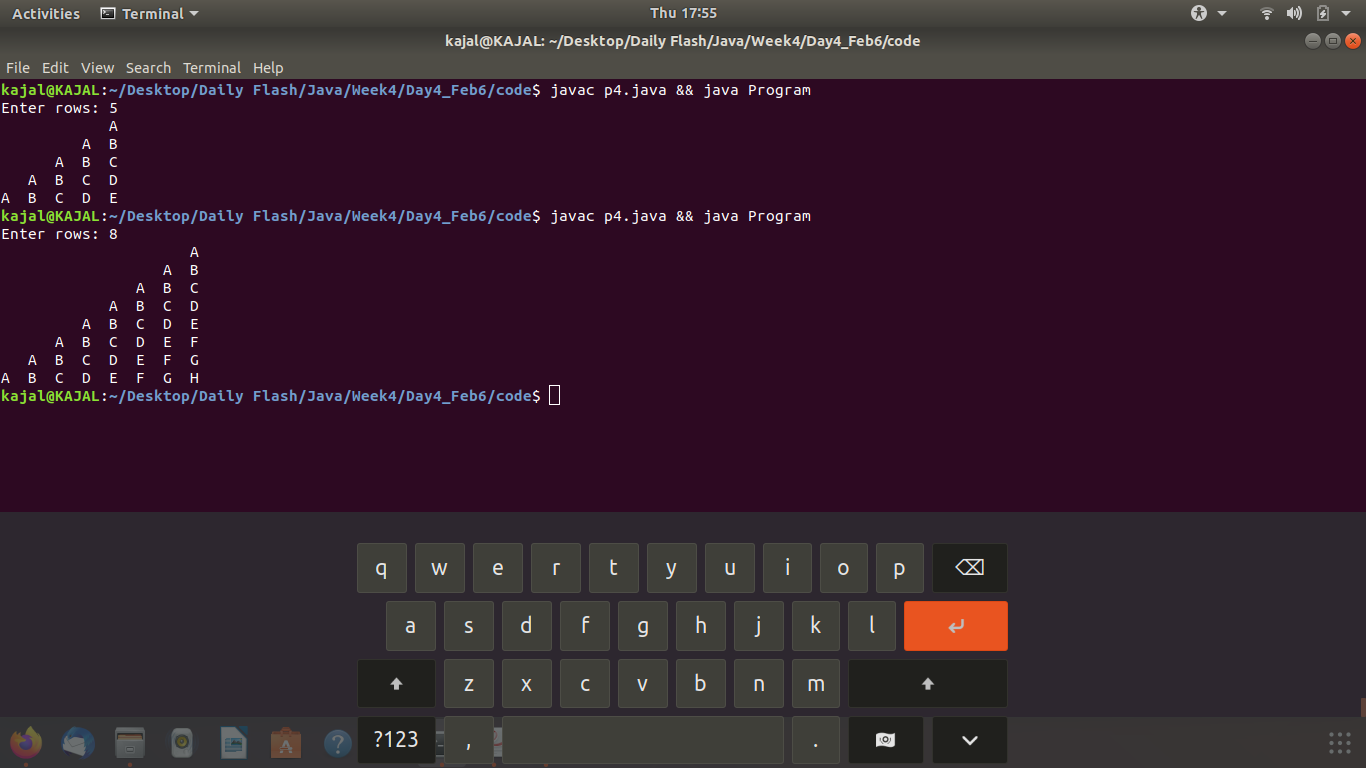 Activities Terminal Thu 17:55
kajal@KAJAL: ~/Desktop/Daily Flash/Java/Week4/Day4_Feb6/code
File Edit View Search Terminal Help
kajal@KAJAL:~/Desktop/Daily Flash/Java/Week4/Day4_Feb6/code$ javac p4.java && java Program
Enter rows: 5
            A
         A  B
      A  B  C
   A  B  C  D
A  B  C  D  E
kajal@KAJAL:~/Desktop/Daily Flash/Java/Week4/Day4_Feb6/code$ javac p4.java && java Program
Enter rows: 8
                     A
                  A  B
               A  B  C
            A  B  C  D
         A  B  C  D  E
      A  B  C  D  E  F
   A  B  C  D  E  F  G
A  B  C  D  E  F  G  H
kajal@KAJAL:~/Desktop/Daily Flash/Java/Week4/Day4_Feb6/code$
q w e r t y u i o p
a s d f g h j k l
z x c v b n m
?123 , .